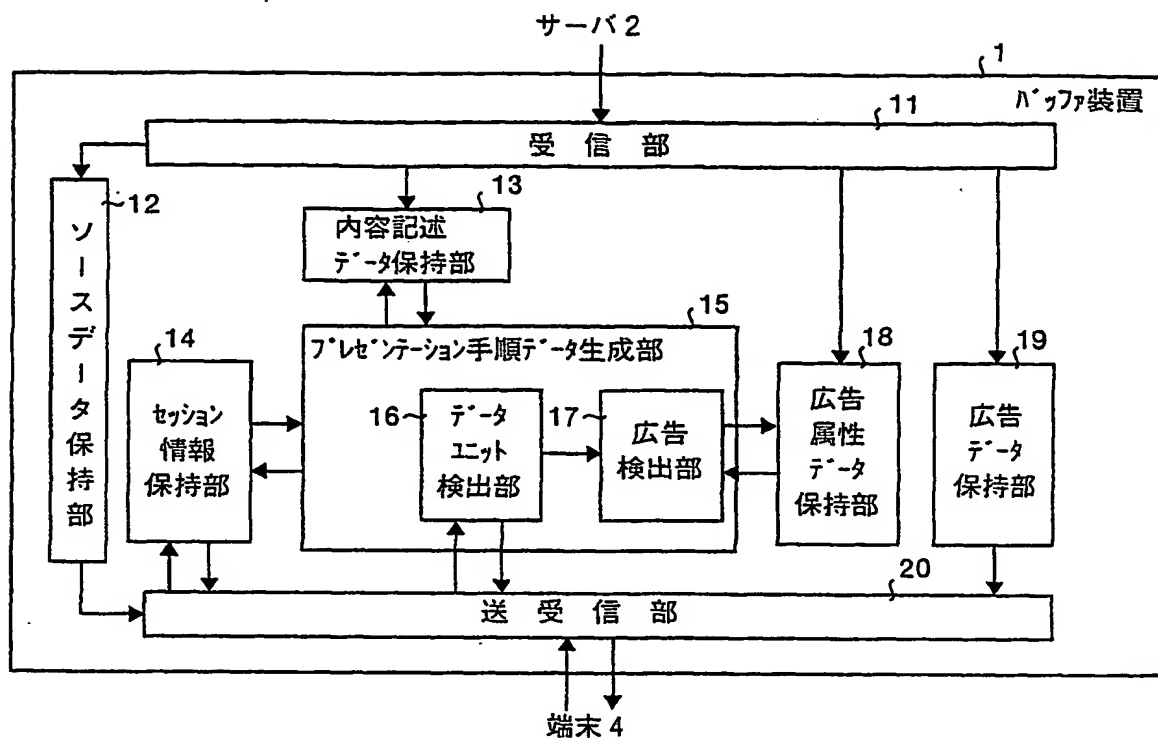 サーバ2
1
バッファ装置
11
受信部
12
ソースデータ保持部
13
内容記述
データ保持部
14
セッション
情報
保持部
15
プレゼンテーション手順データ生成部
16
データ
ユニット
検出部
17
広告
検出部
18
広告
属性
データ
保持部
19
広告
データ
保持部
20
送受信部
端末4